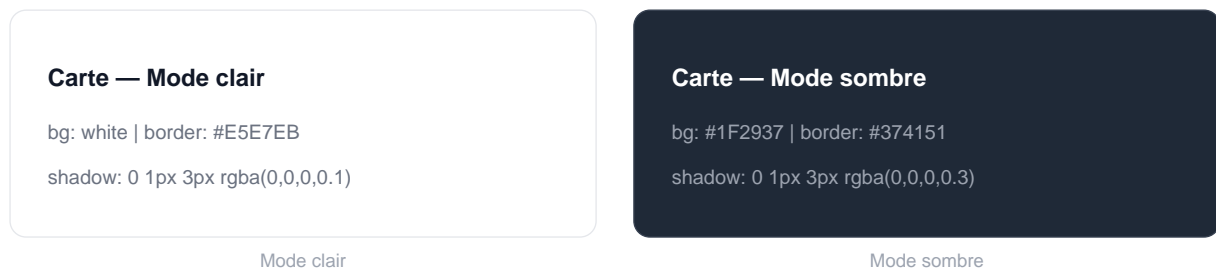 Carte — Mode clair
bg: white | border: #E5E7EB
shadow: 0 1px 3px rgba(0,0,0,0.1)
Mode clair
Carte — Mode sombre
bg: #1F2937 | border: #374151
shadow: 0 1px 3px rgba(0,0,0,0.3)
Mode sombre